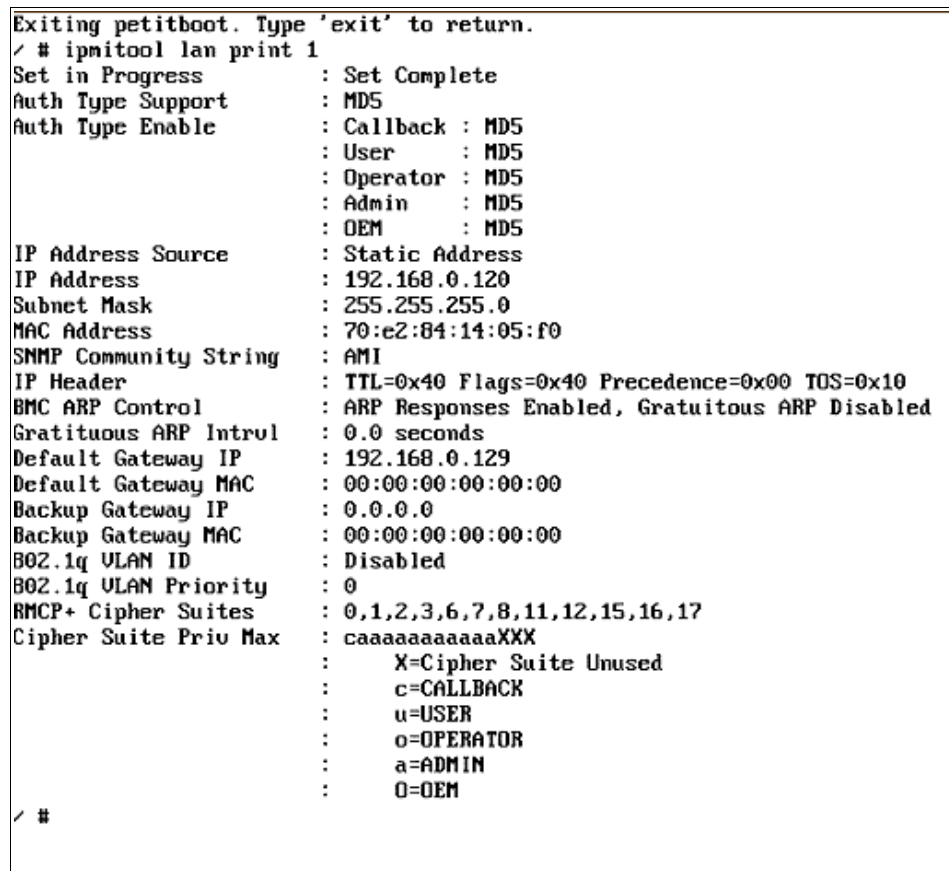 Exiting petitboot. Type 'exit' to return.
/ # ipmitool lan print 1
Set in Progress : Set Complete
Auth Type Support : MD5
Auth Type Enable : Callback : MD5
: User : MD5
: Operator : MD5
: Admin : MD5
: OEM : MD5
IP Address Source : Static Address
IP Address : 192.168.0.120
Subnet Mask : 255.255.255.0
MAC Address : 70:e2:84:14:05:f0
SNMP Community String : AMI
IP Header : TTL=0x40 Flags=0x40 Precedence=0x00 TOS=0x10
BMC ARP Control : ARP Responses Enabled, Gratuitous ARP Disabled
Gratituous ARP Intrvl : 0.0 seconds
Default Gateway IP : 192.168.0.129
Default Gateway MAC : 00:00:00:00:00:00
Backup Gateway IP : 0.0.0.0
Backup Gateway MAC : 00:00:00:00:00:00
802.1q VLAN ID : Disabled
802.1q VLAN Priority : 0
RMCP+ Cipher Suites : 0,1,2,3,6,7,8,11,12,15,16,17
Cipher Suite Priv Max : caaaaaaaaaaaXXX
: X=Cipher Suite Unused
: c=CALLBACK
: u=USER
: o=OPERATOR
: a=ADMIN
: O=OEM
/ #